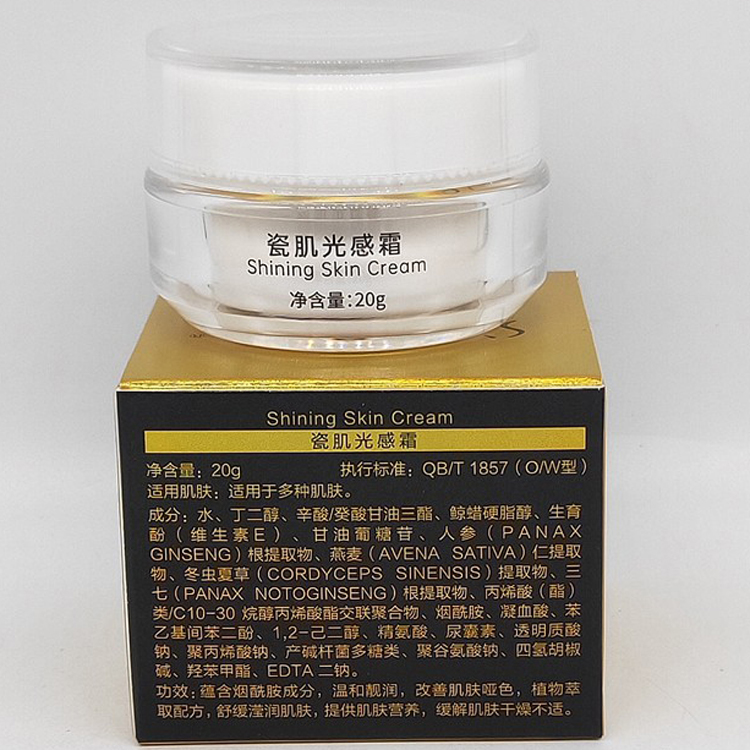 瓷肌光感霜
Shining Skin Cream
净含量:20g
Shining Skin Cream
瓷肌光感霜
净含量：20g 执行标准：QB/T 1857（O/W型）
适用肌肤：适用于多种肌肤。
成分：水、丁二醇、辛酸/癸酸甘油三酯、鲸蜡硬脂醇、生育
酚（维生素E）、甘油葡糖苷、人参（PANAX
GINSENG）根提取物、燕麦（AVENA SATIVA）仁提取
物、冬虫夏草（CORDYCEPS SINENSIS）提取物、三
七（PANAX NOTOGINSENG）根提取物、丙烯酸（酯）
类/C10-30 烷醇丙烯酸酯交联聚合物、烟酰胺、凝血酸、苯
乙基间苯二酚、1,2-己二醇、精氨酸、尿囊素、透明质酸
钠、聚丙烯酸钠、产碱杆菌多糖类、聚谷氨酸钠、四氢胡椒
碱、羟苯甲酯、EDTA 二钠。
功效：蕴含烟酰胺成分，温和靓润，改善肌肤哑色，植物萃
取配方，舒缓滢润肌肤，提供肌肤营养，缓解肌肤干燥不适。